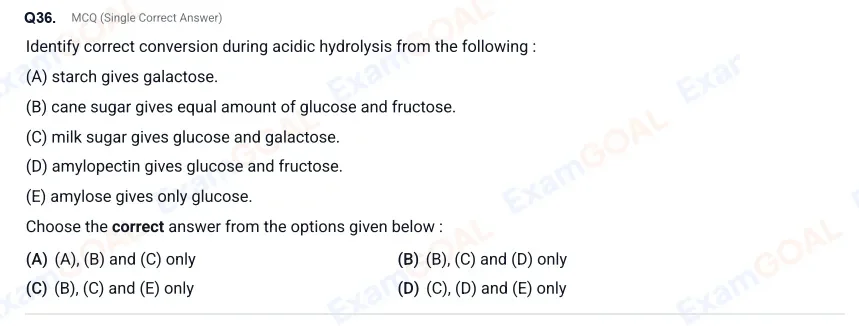 Q36. MCQ (Single Correct Answer)
Identify correct conversion during acidic hydrolysis from the following :
(A) starch gives galactose.
(B) cane sugar gives equal amount of glucose and fructose.
(C) milk sugar gives glucose and galactose.
(D) amylopectin gives glucose and fructose.
(E) amylose gives only glucose.
Choose the correct answer from the options given below :
(A) (A), (B) and (C) only (B) (B), (C) and (D) only
(C) (B), (C) and (E) only (D) (C), (D) and (E) only
ExamGOAL